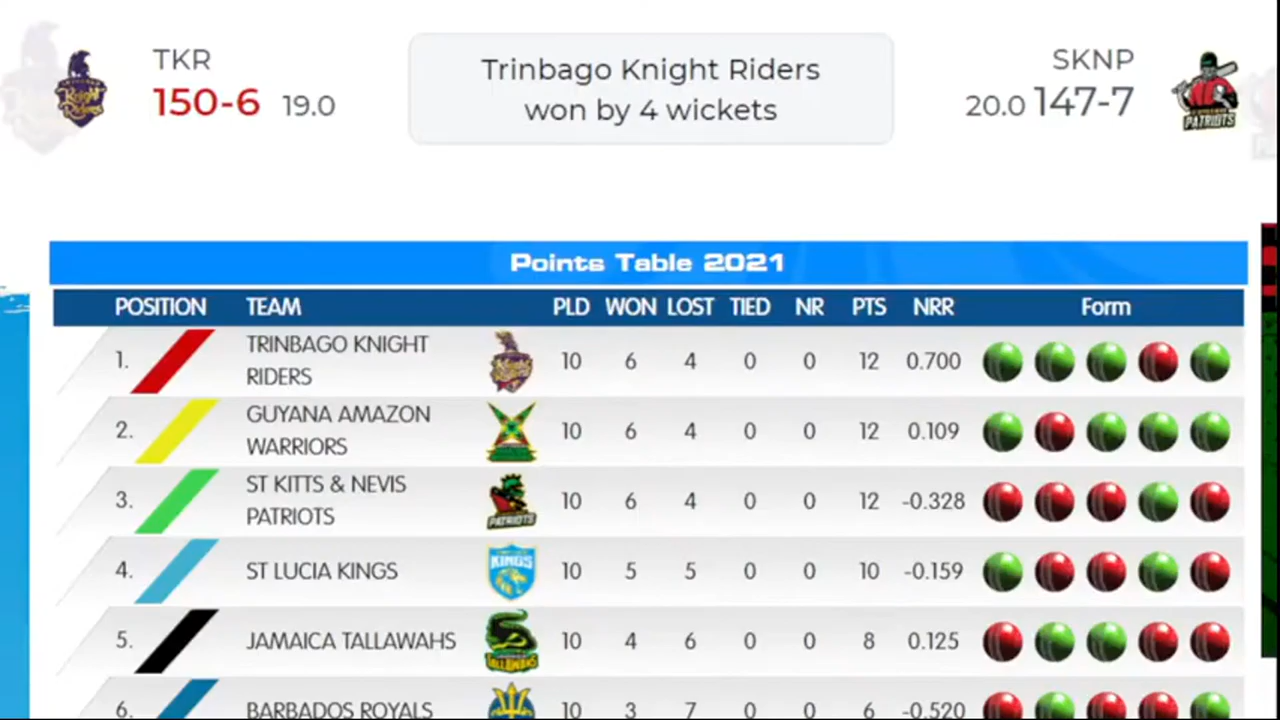 TKR
150-6 19.0
Trinbago Knight Riders
won by 4 wickets
SKNP
20.0 147-7
PATRIOTS
Points Table 2021
POSITION TEAM PLD WON LOST TIED NR PTS NRR Form
1. TRINBAGO KNIGHT RIDERS 10 6 4 0 0 12 0.700
2. GUYANA AMAZON WARRIORS 10 6 4 0 0 12 0.109
3. ST KITTS & NEVIS PATRIOTS PATRIOTS 10 6 4 0 0 12 -0.328
4. ST LUCIA KINGS KINGS 10 5 5 0 0 10 -0.159
5. JAMAICA TALLAWAHS TALLAWAHS 10 4 6 0 0 8 0.125
6. BARBADOS ROYALS 10 3 7 0 0 6 -0.520